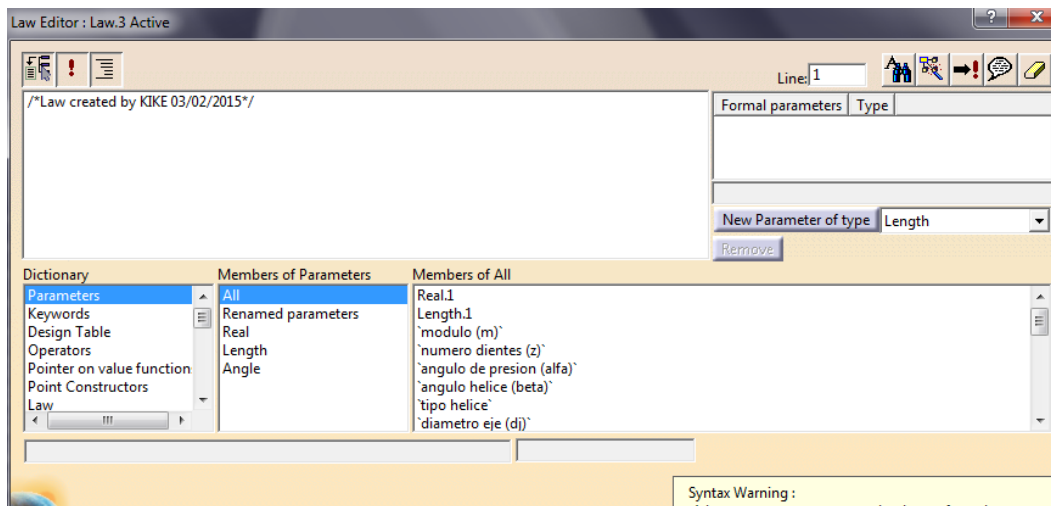 Law Editor : Law.3 Active
Line: 1
/*Law created by KIKE 03/02/2015*/
Formal parameters Type
New Parameter of type Length
Remove
Dictionary Members of Parameters Members of All
Parameters All Real.1
Keywords Renamed parameters Length.1
Design Table Real `modulo (m)`
Operators Length `numero dientes (z)`
Pointer on value function Angle `angulo de presion (alfa)`
Point Constructors `angulo helice (beta)`
Law `tipo helice`
`diametro eje (dj)`
Syntax Warning :